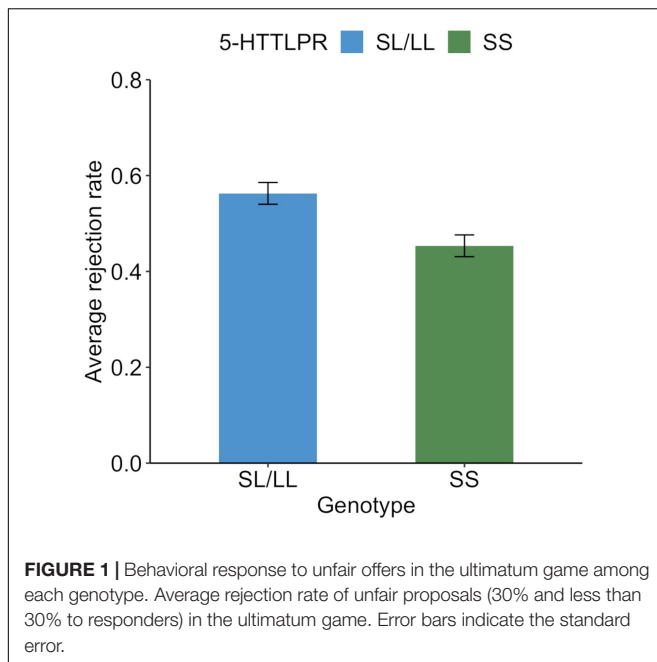 5-HTTLPR SL/LL SS
0.8
0.6
0.4
0.2
0.0
Average rejection rate
SL/LL SS
Genotype
FIGURE 1 | Behavioral response to unfair offers in the ultimatum game among
each genotype. Average rejection rate of unfair proposals (30% and less than
30% to responders) in the ultimatum game. Error bars indicate the standard
error.